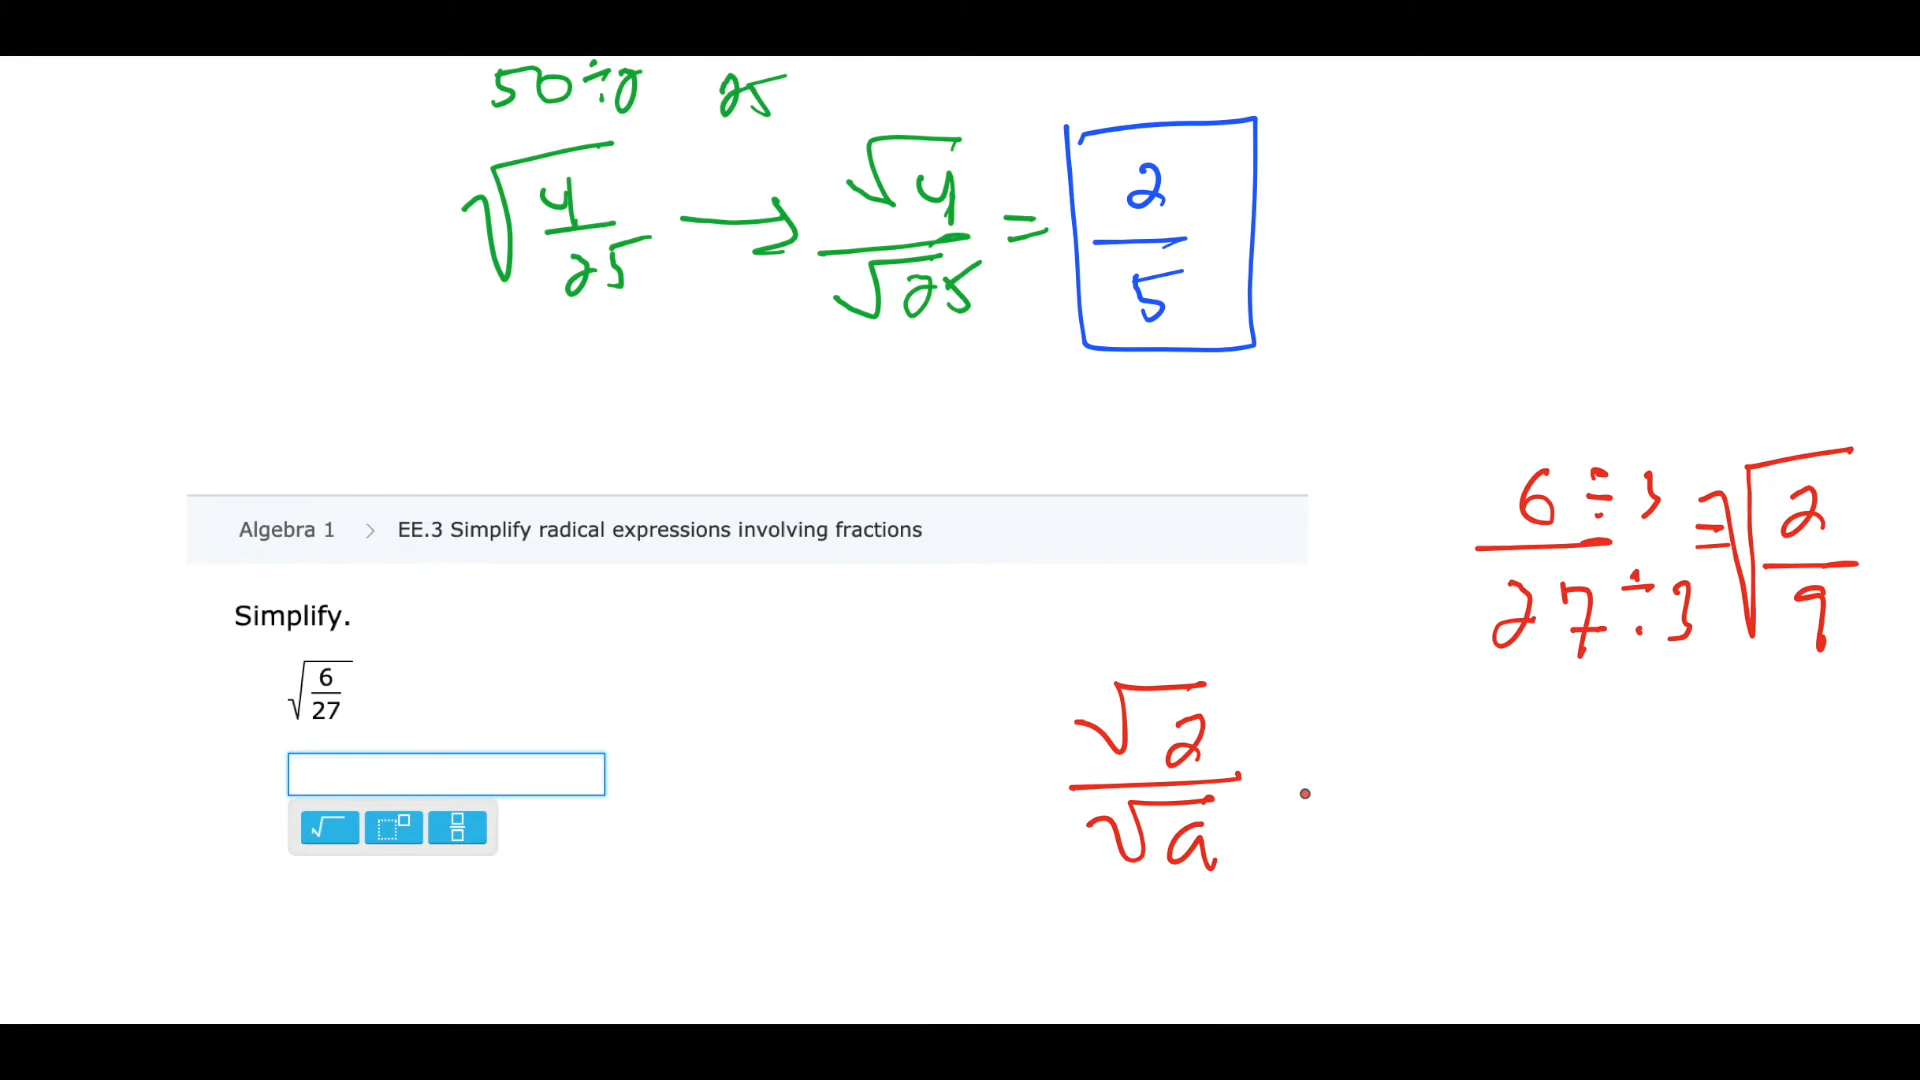 50÷2 25
√4/25 → √4/√25 = 2/5
Algebra 1 > EE.3 Simplify radical expressions involving fractions
6÷3/27÷3 = √2/9
Simplify.
√6/27
√2/√9